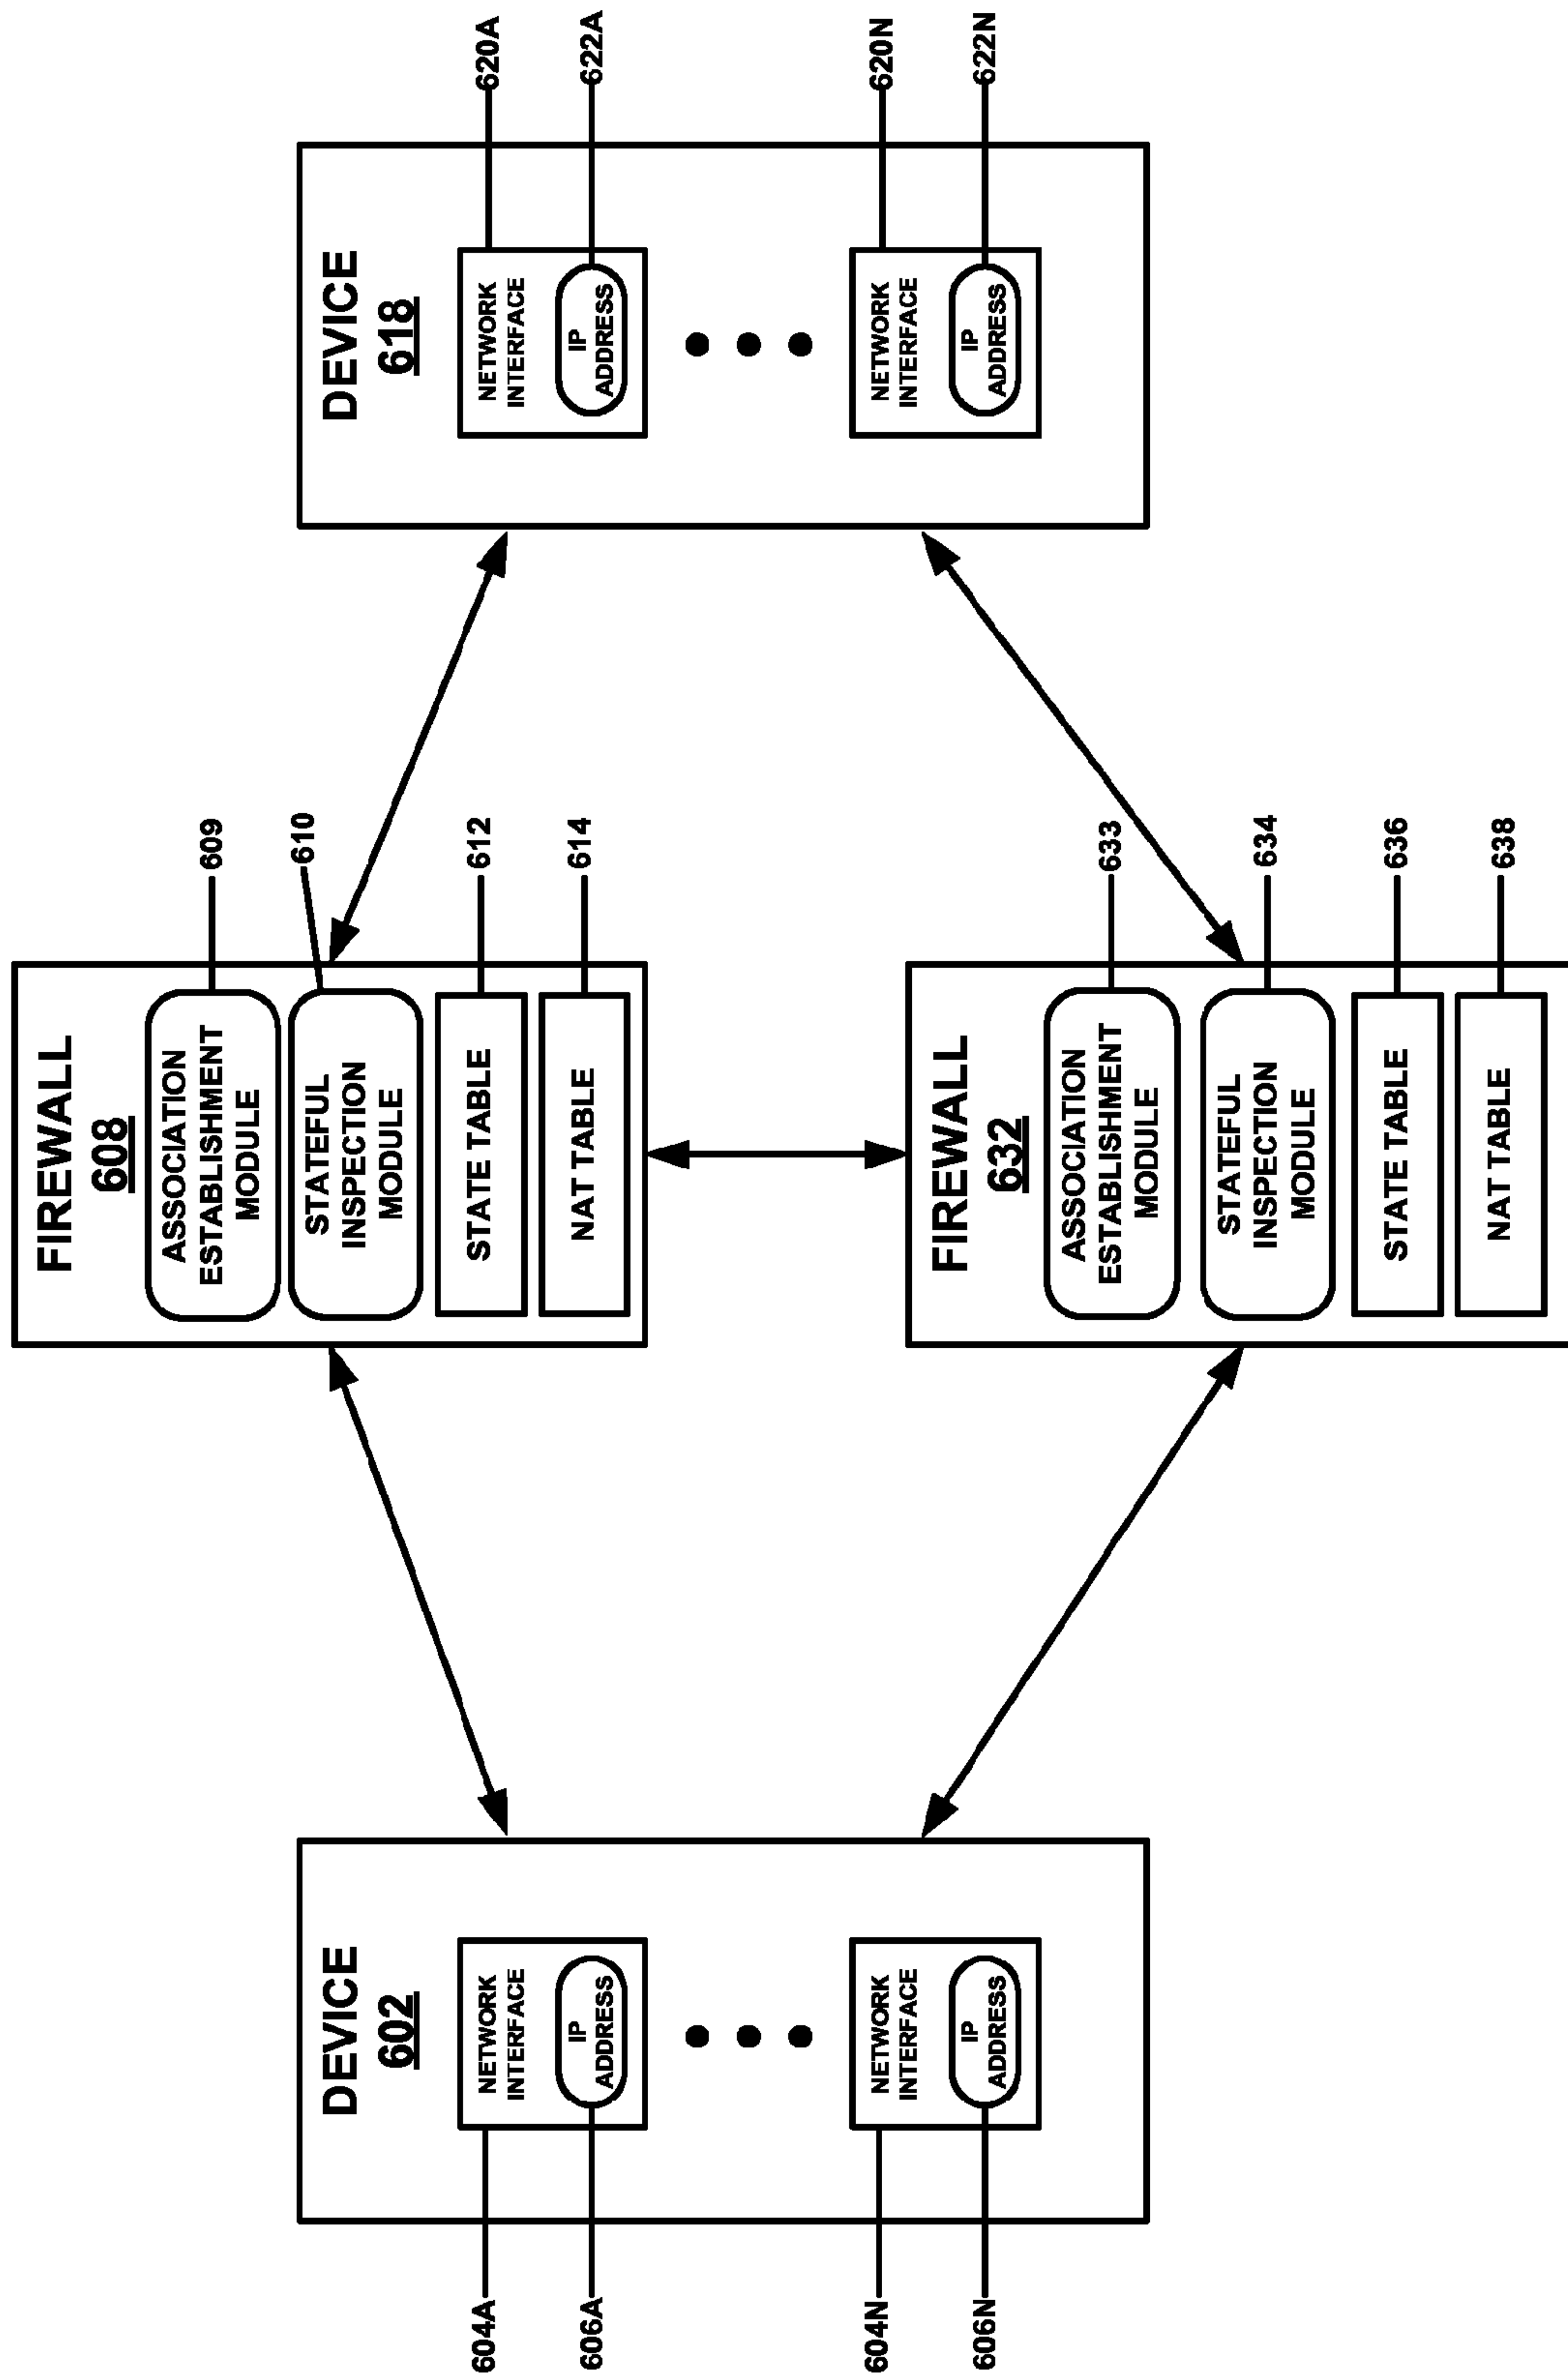 DEVICE
602
NETWORK
INTERFACE
IP
ADDRESS
NETWORK
INTERFACE
IP
ADDRESS
604A
606A
604N
606N
FIREWALL
608
ASSOCIATION
ESTABLISHMENT
MODULE
STATEFUL
INSPECTION
MODULE
STATE TABLE
NAT TABLE
609
610
612
614
FIREWALL
632
ASSOCIATION
ESTABLISHMENT
MODULE
STATEFUL
INSPECTION
MODULE
STATE TABLE
NAT TABLE
633
634
636
638
DEVICE
618
NETWORK
INTERFACE
IP
ADDRESS
NETWORK
INTERFACE
IP
ADDRESS
620A
622A
620N
622N